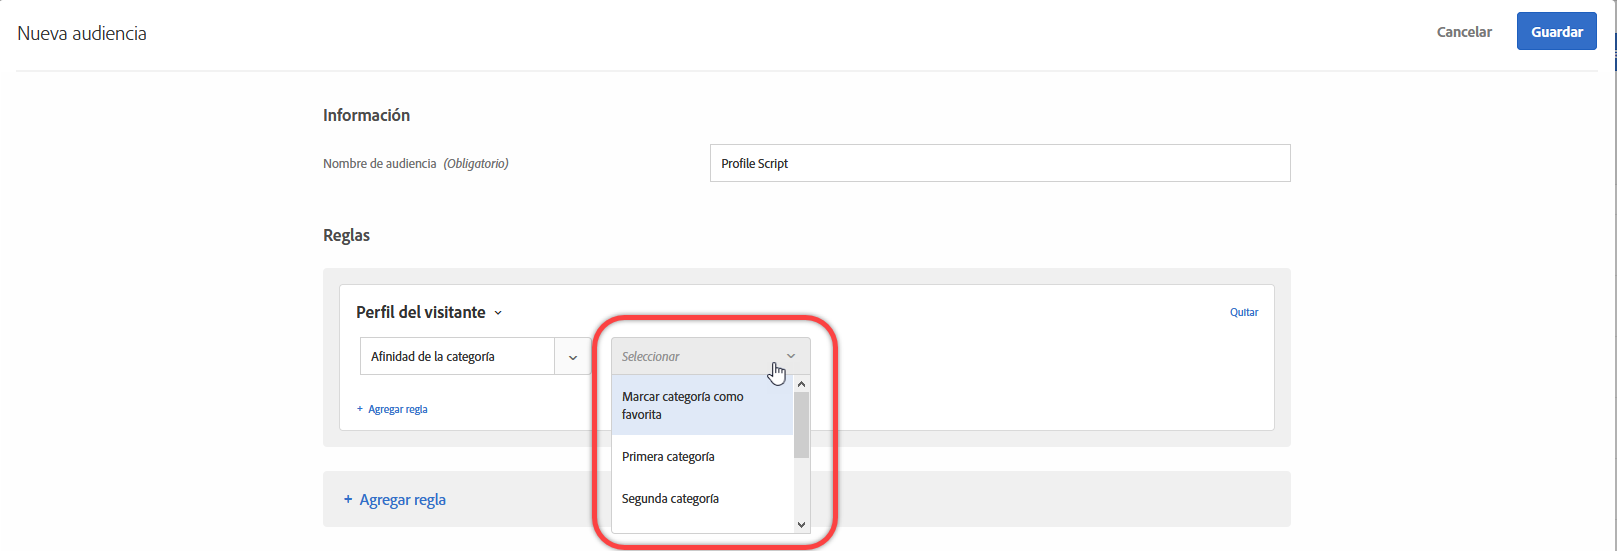 Nueva audiencia
Cancelar
Guardar
Información
Nombre de audiencia (Obligatorio)
Profile Script
Reglas
Perfil del visitante
Quitar
Afinidad de la categoría
Seleccionar
Marcar categoría como
favorita
Primera categoría
Segunda categoría
+ Agregar regla
+ Agregar regla